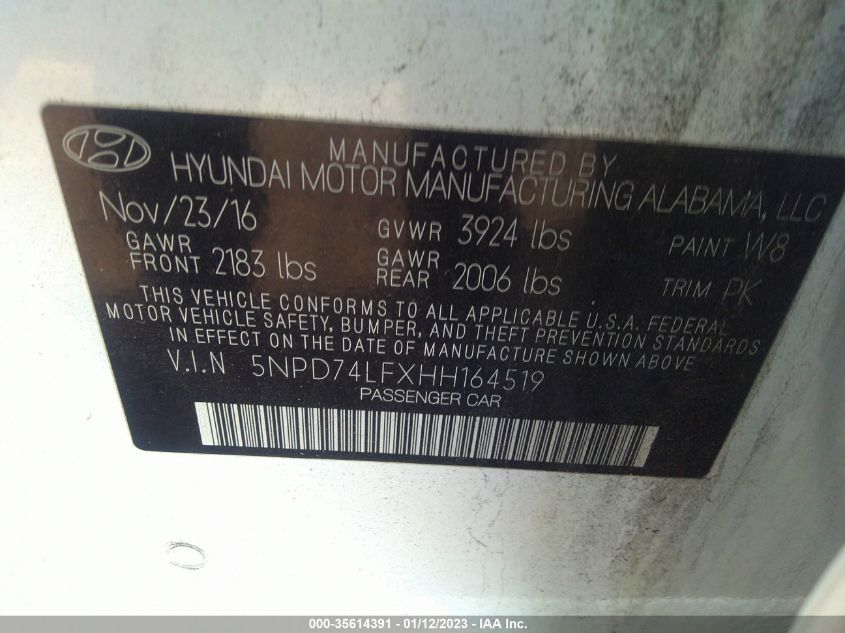 MANUFACTURED BY
HYUNDAI MOTOR MANUFACTURING ALABAMA, LLC
Nov/23/16 GVWR 3924 lbs PAINT W8
GAWR FRONT 2183 lbs GAWR REAR 2006 lbs TRIM PK
THIS VEHICLE CONFORMS TO ALL APPLICABLE U.S.A. FEDERAL
MOTOR VEHICLE SAFETY, BUMPER, AND THEFT PREVENTION STANDARDS
IN EFFECT ON THE DATE OF MANUFACTURE SHOWN ABOVE
V.I.N 5NPD74LFXHH164519
PASSENGER CAR
000-35614391 - 01/12/2023 - IAA Inc.